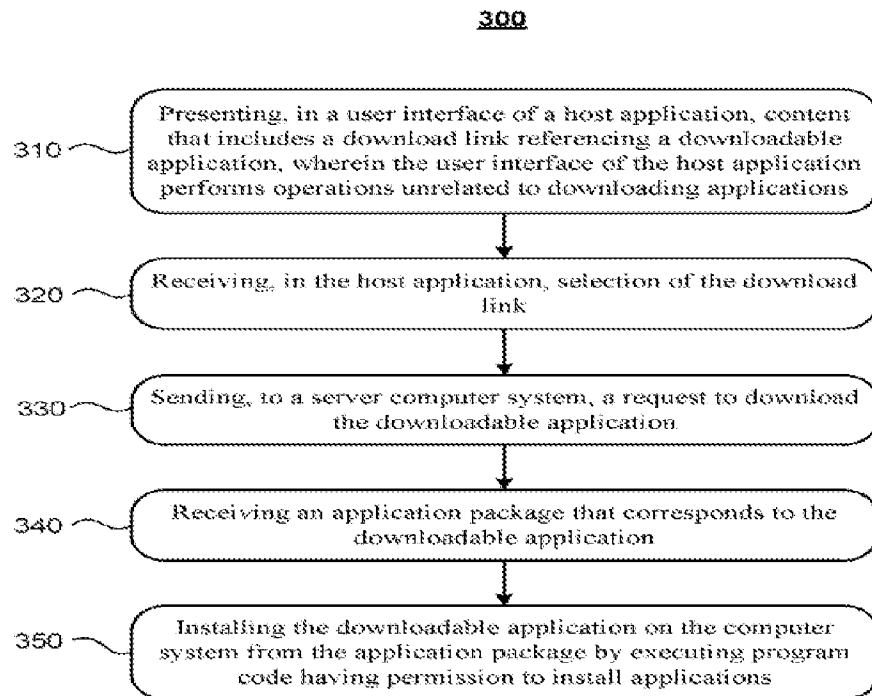 300
310
Presenting, in a user interface of a host application, content
that includes a download link referencing a downloadable
application, wherein the user interface of the host application
performs operations unrelated to downloading applications
320
Receiving, in the host application, selection of the download
link
330
Sending, to a server computer system, a request to download
the downloadable application
340
Receiving an application package that corresponds to the
downloadable application
350
Installing the downloadable application on the computer
system from the application package by executing program
code having permission to install applications